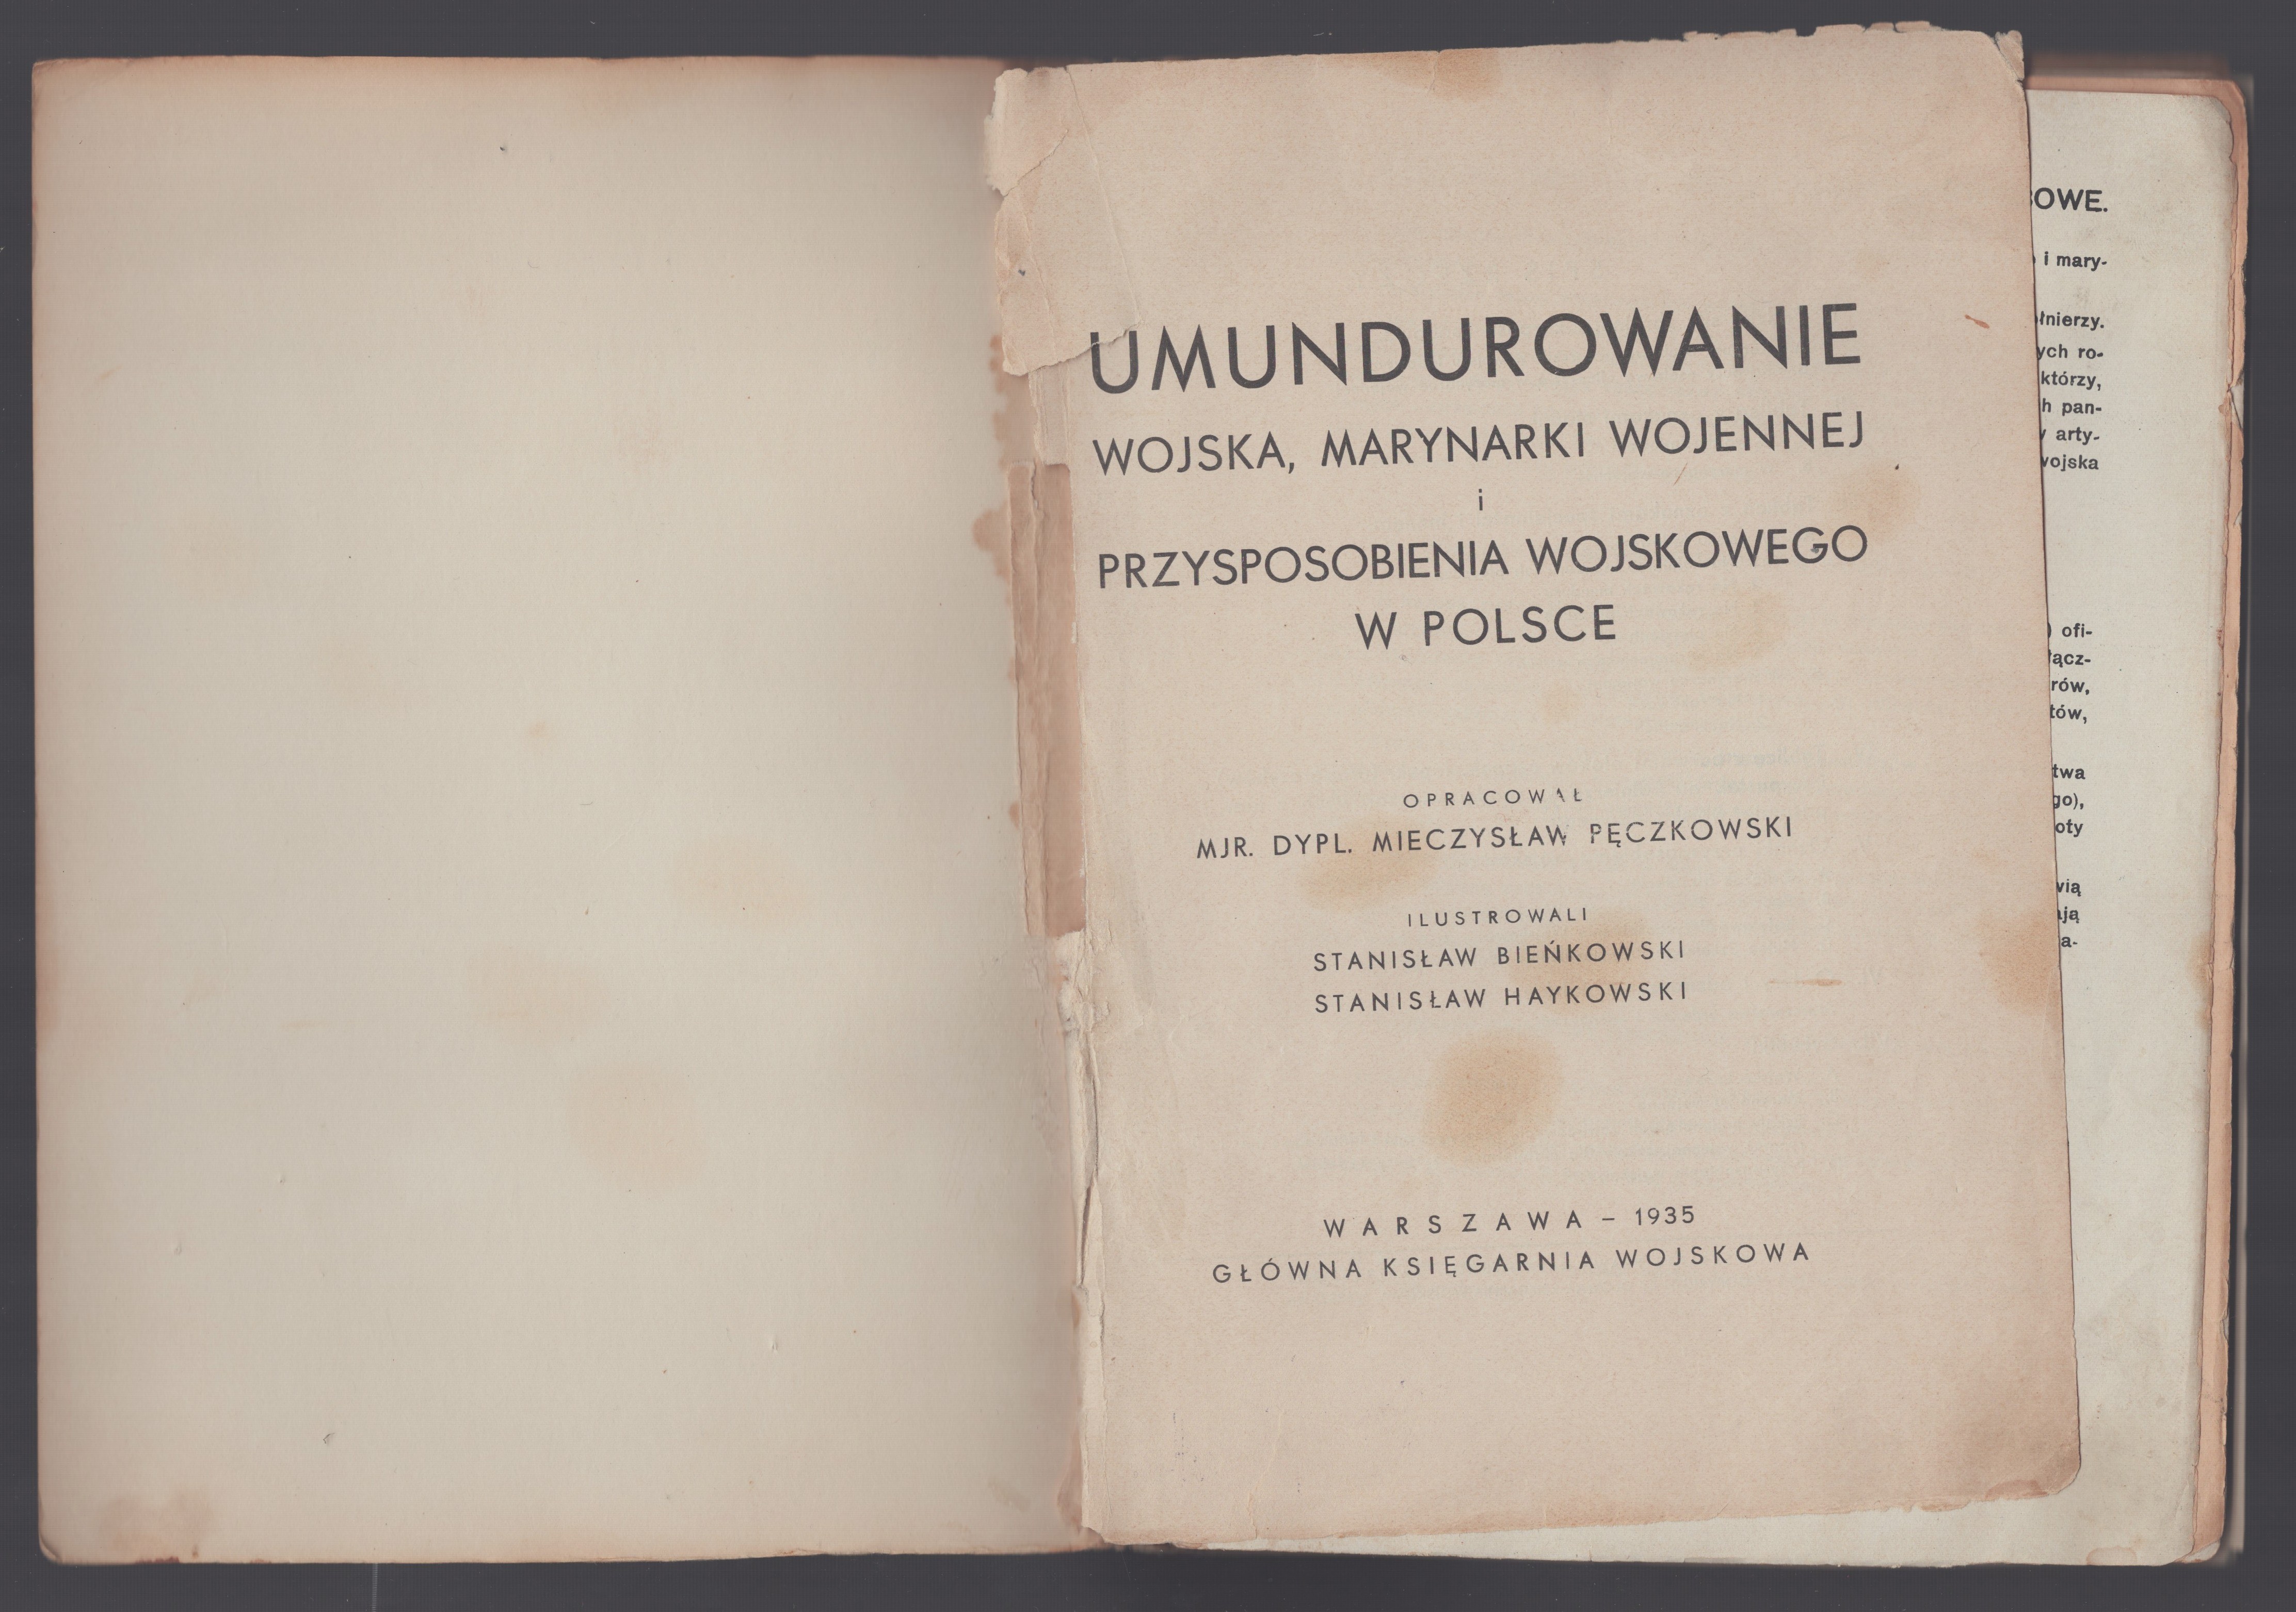 UMUNDUROWANIE
WOJSKA, MARYNARKI WOJENNEJ
i
PRZYSPOSOBIENIA WOJSKOWEGO
W POLSCE
OPRACOWAŁ
MJR. DYPL. MIECZYSŁAW PĘCZKOWSKI
ILUSTROWALI
STANISŁAW BIEŃKOWSKI
STANISŁAW HAYKOWSKI
WARSZAWA – 1935
GŁÓWNA KSIĘGARNIA WOJSKOWA
OWE.
i mary-
łnierzy.
ych ro-
którzy,
h pan-
arty-
wojska
) ofi-
łącz-
rów,
tów,
twa
go),
oty
wią
ają
a-